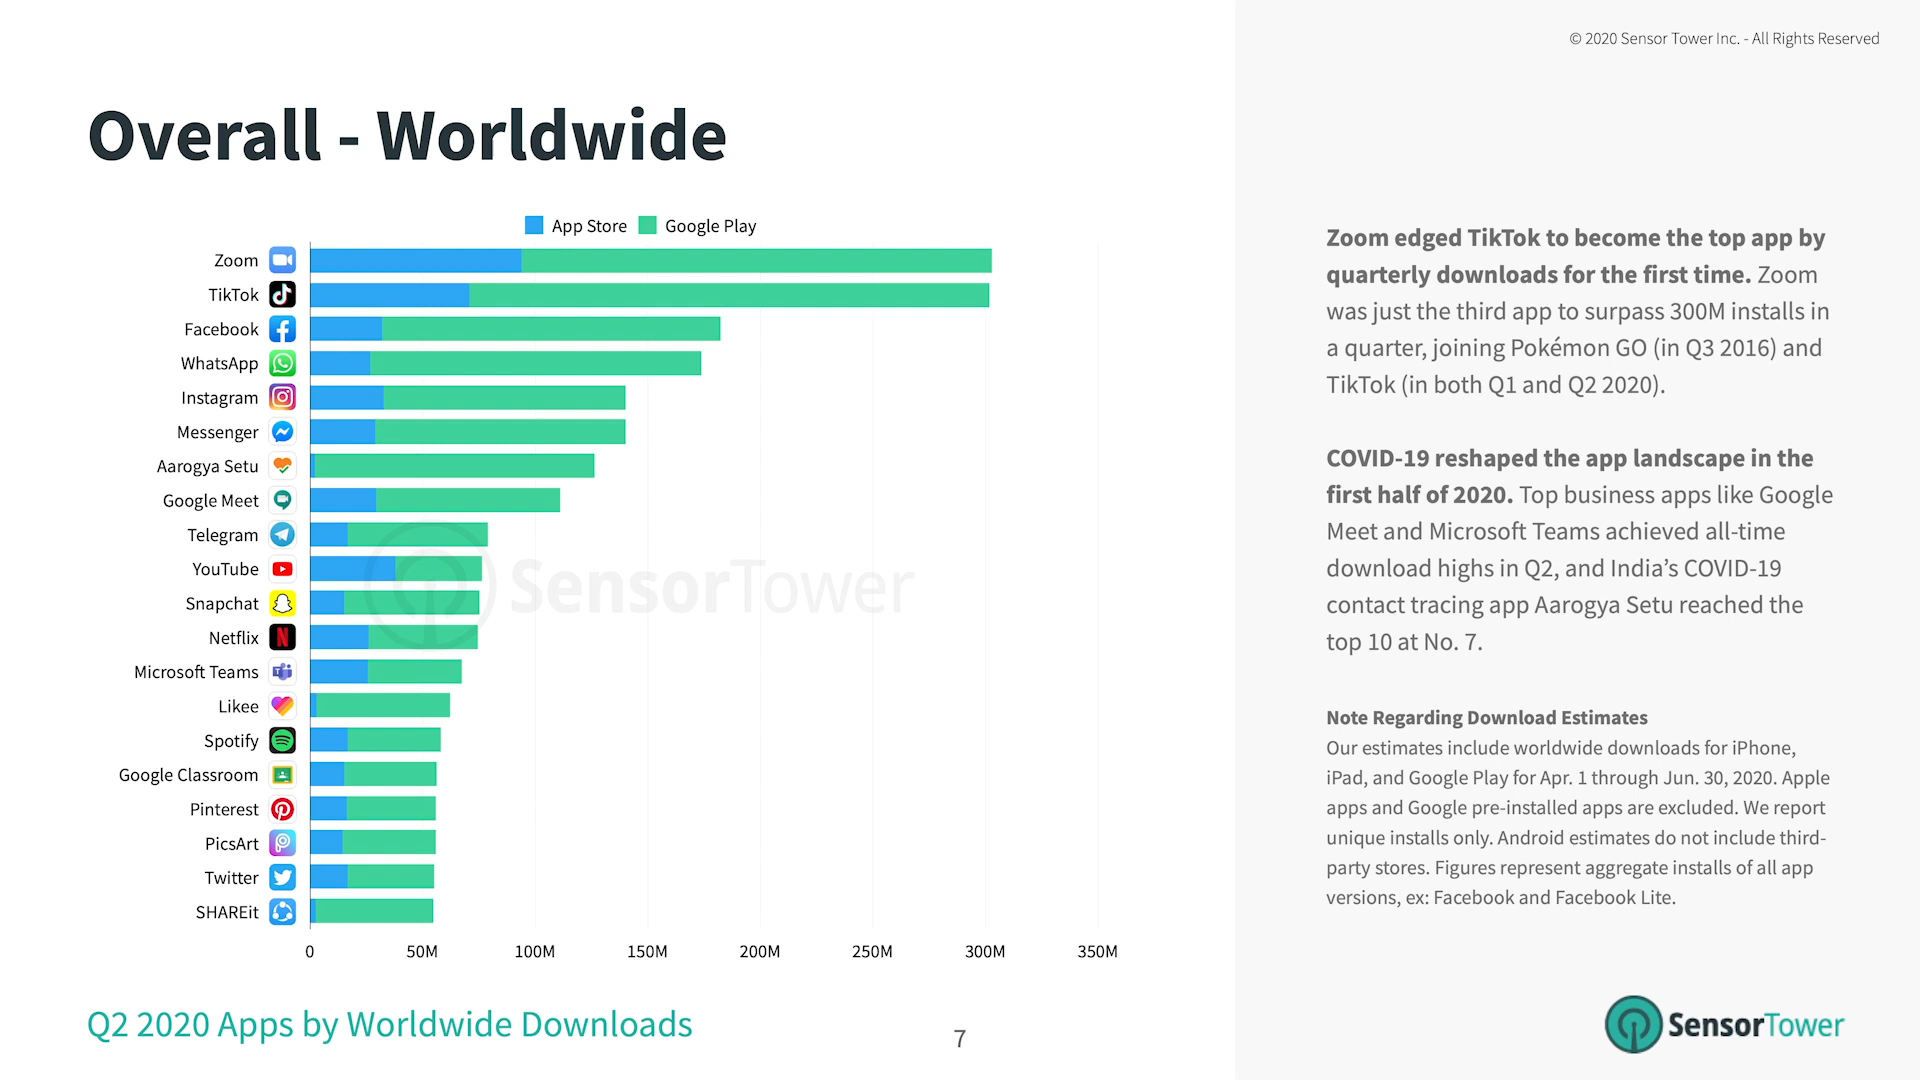 © 2020 Sensor Tower Inc. - All Rights Reserved
Overall - Worldwide
App Store
Google Play
Zoom
TikTok
Facebook
WhatsApp
Instagram
Messenger
Aarogya Setu
Google Meet
Telegram
YouTube
Snapchat
Netflix
Microsoft Teams
Likee
Spotify
Google Classroom
Pinterest
PicsArt
Twitter
SHAREit
0 50M 100M 150M 200M 250M 300M 350M
SensorTower
Q2 2020 Apps by Worldwide Downloads
7
Zoom edged TikTok to become the top app by
quarterly downloads for the first time. Zoom
was just the third app to surpass 300M installs in
a quarter, joining Pokémon GO (in Q3 2016) and
TikTok (in both Q1 and Q2 2020).
COVID-19 reshaped the app landscape in the
first half of 2020. Top business apps like Google
Meet and Microsoft Teams achieved all-time
download highs in Q2, and India’s COVID-19
contact tracing app Aarogya Setu reached the
top 10 at No. 7.
Note Regarding Download Estimates
Our estimates include worldwide downloads for iPhone,
iPad, and Google Play for Apr. 1 through Jun. 30, 2020. Apple
apps and Google pre-installed apps are excluded. We report
unique installs only. Android estimates do not include third-
party stores. Figures represent aggregate installs of all app
versions, ex: Facebook and Facebook Lite.
SensorTower